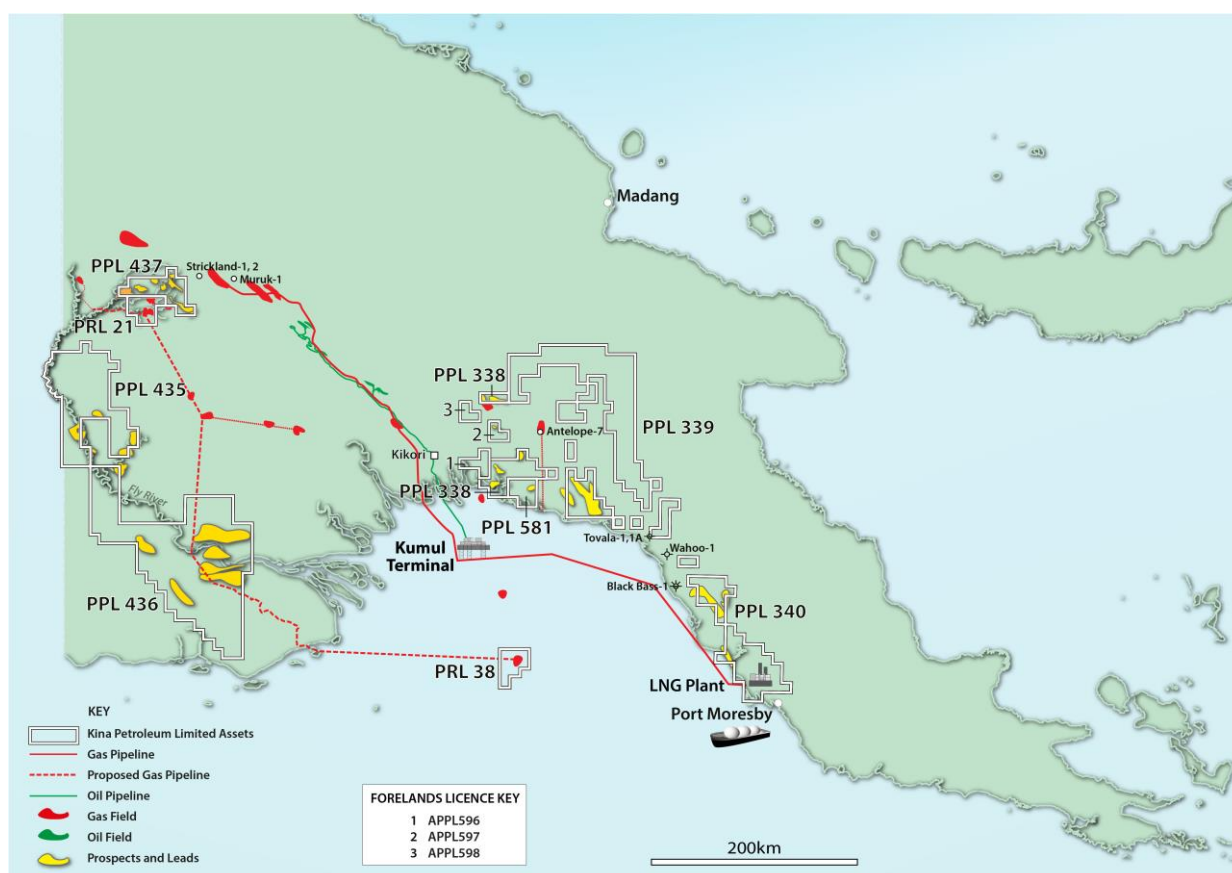 Madang
Strickland-1, 2
PPL 437
Muruk-1
PRL 21
PPL 435
PPL 338
3
2
Antelope-7
PPL 339
Kikori
1
PPL 338
PPL 581
Fly River
Tovala-1,1A
Kumul
Terminal
Wahoo-1
Black Bass-1
PPL 436
PPL 340
PRL 38
LNG Plant
Port Moresby
KEY
Kina Petroleum Limited Assets
Gas Pipeline
Proposed Gas Pipeline
Oil Pipeline
Gas Field
Oil Field
Prospects and Leads
FORELANDS LICENCE KEY
1 APPL596
2 APPL597
3 APPL598
200km